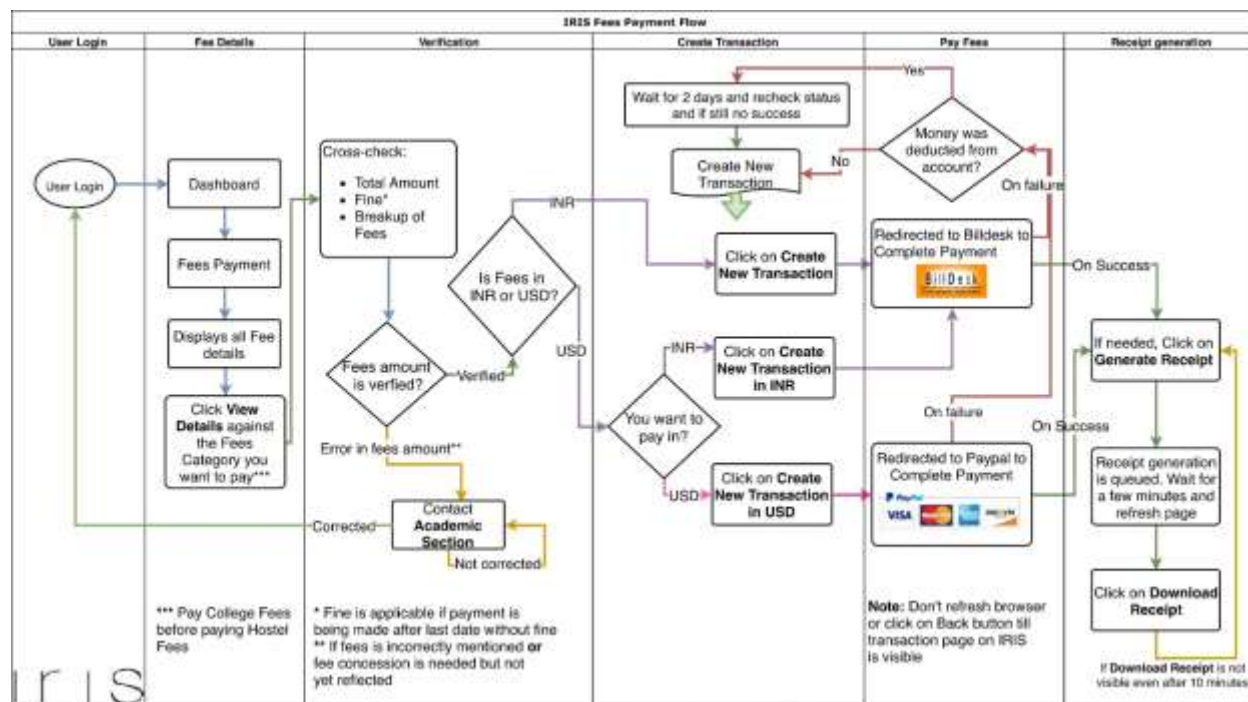 IRIS Fees Payment Flow
User Login
Fee Details
Verification
Create Transaction
Pay Fees
Receipt generation
User Login
Dashboard
Fees Payment
Displays all Fee
details
Click View
Details against
the Fees
Category you
want to pay***
*** Pay College Fees
before paying Hostel
Fees
Cross-check:
• Total Amount
• Fine*
• Breakup of
Fees
Fees amount
is verfied?
Verified
Error in fees amount**
Contact
Academic
Section
Corrected
Not corrected
Is Fees in
INR or USD?
INR
USD
* Fine is applicable if payment is
being made after last date without fine
** If fees is incorrectly mentioned or
fee concession is needed but not
yet reflected
Wait for 2 days and recheck status
and if still no success
Create New
Transaction
Click on Create
New Transaction
You want to
pay in?
INR
Click on Create
New Transaction
in INR
USD
Click on Create
New Transaction
in USD
Yes
Money was
deducted from
account?
No
On failure
Redirected to Billdesk to
Complete Payment
BillDesk
On Success
On failure
On Success
Redirected to Paypal to
Complete Payment
PayPal
VISA
Note: Don't refresh browser
or click on Back button till
transaction page on IRIS
is visible
If needed, Click on
Generate Receipt
Receipt generation
is queued. Wait for
a few minutes and
refresh page
Click on Download
Receipt
If Download Receipt is not
visible even after 10 minutes
iris